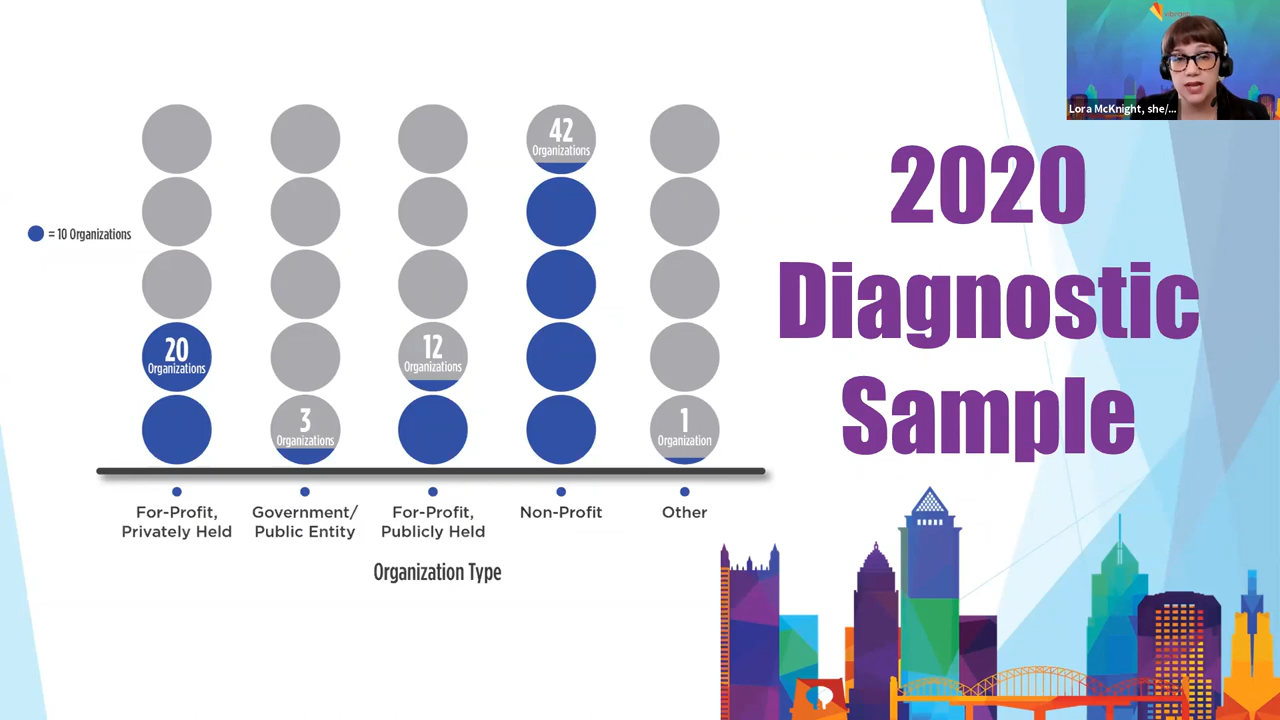 vibrant
Lora McKnight, she/...
2020
Diagnostic
Sample
= 10 Organizations
20
Organizations
3
Organizations
12
Organizations
42
Organizations
1
Organization
For-Profit,
Privately Held
Government/
Public Entity
For-Profit,
Publicly Held
Non-Profit
Other
Organization Type